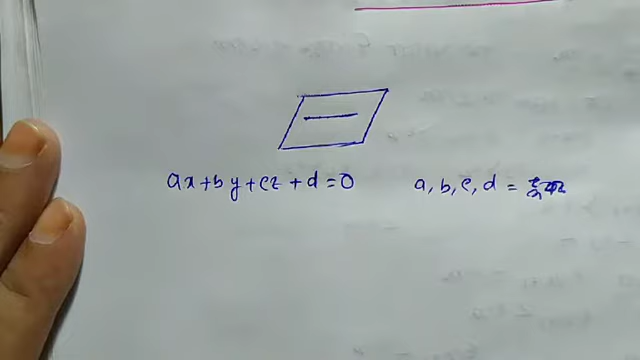 ax+by+cz+d=0 a, b, c, d =